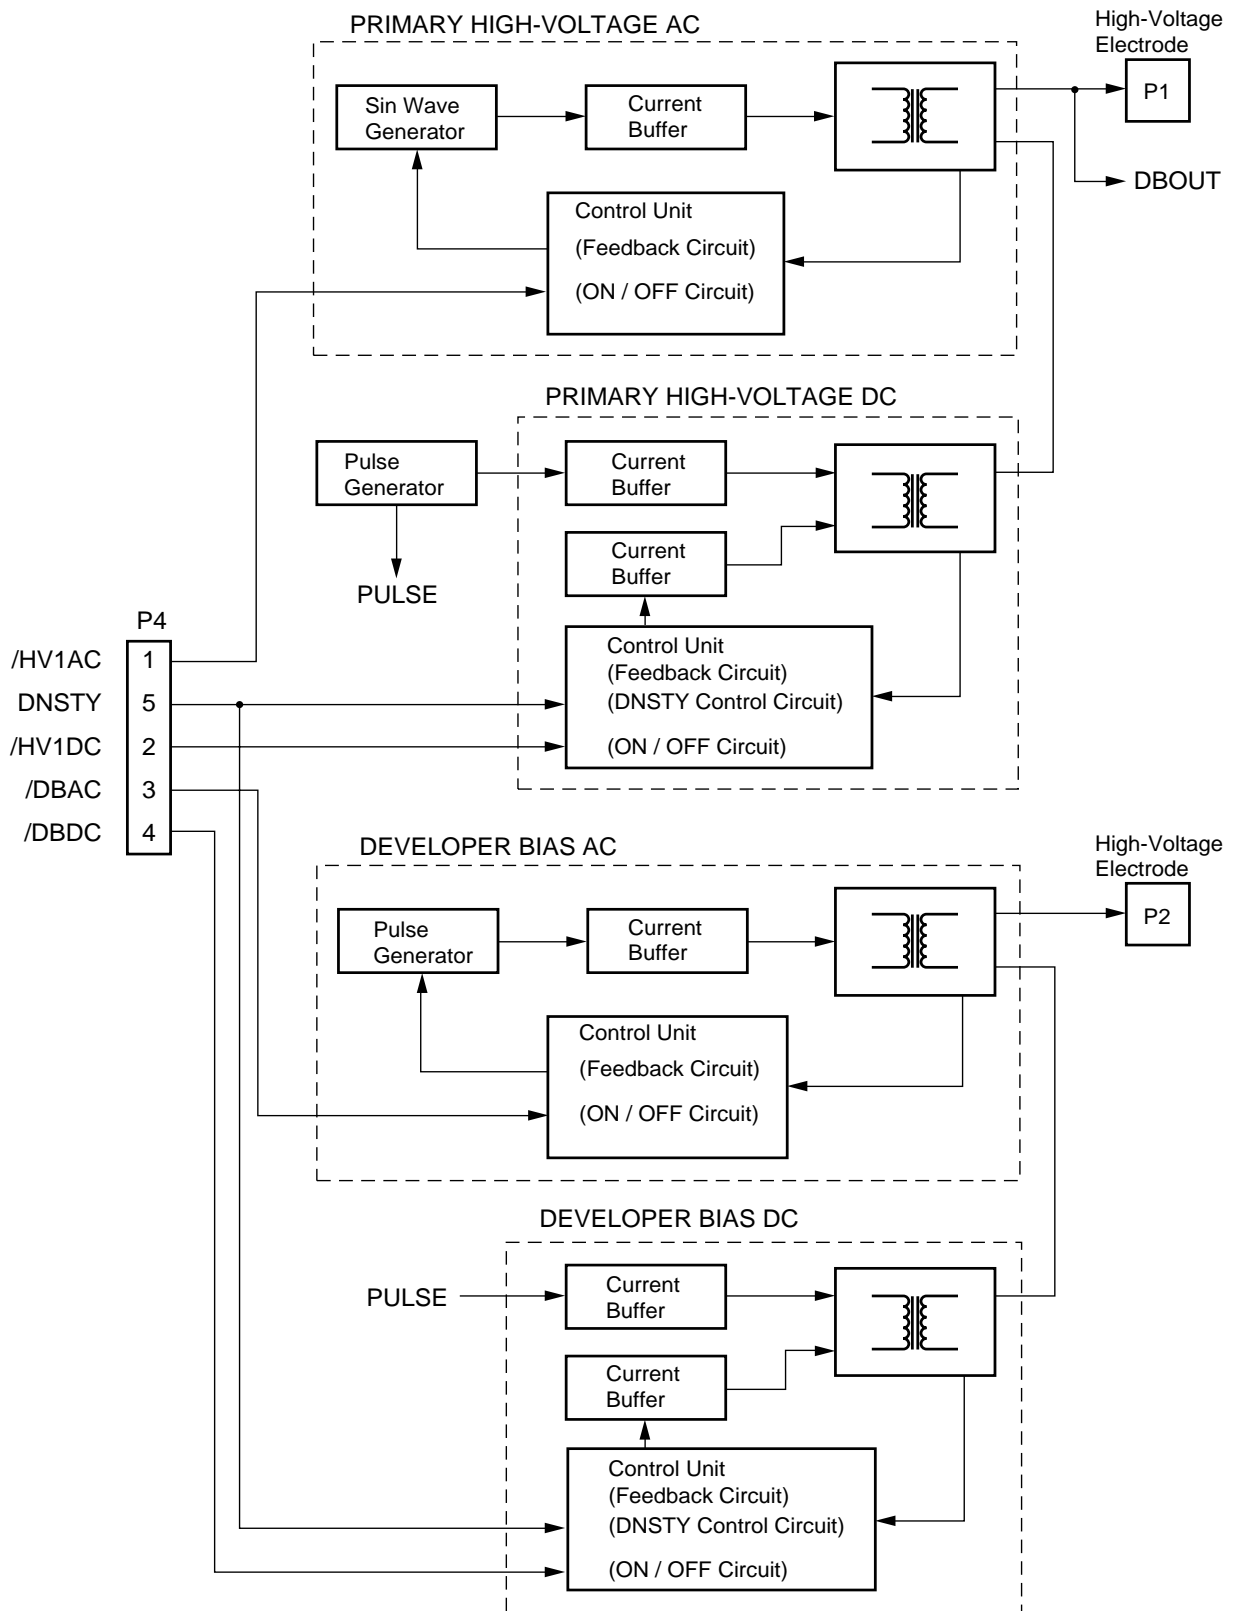 PRIMARY HIGH-VOLTAGE AC
High-Voltage
Electrode
P1
Sin Wave
Generator
Current
Buffer
DBOUT
Control Unit
(Feedback Circuit)
(ON / OFF Circuit)
PRIMARY HIGH-VOLTAGE DC
Pulse
Generator
Current
Buffer
PULSE
Current
Buffer
Control Unit
(Feedback Circuit)
(DNSTY Control Circuit)
(ON / OFF Circuit)
P4
/HV1AC 1
DNSTY 5
/HV1DC 2
/DBAC 3
/DBDC 4
DEVELOPER BIAS AC
High-Voltage
Electrode
P2
Pulse
Generator
Current
Buffer
Control Unit
(Feedback Circuit)
(ON / OFF Circuit)
DEVELOPER BIAS DC
PULSE
Current
Buffer
Current
Buffer
Control Unit
(Feedback Circuit)
(DNSTY Control Circuit)
(ON / OFF Circuit)